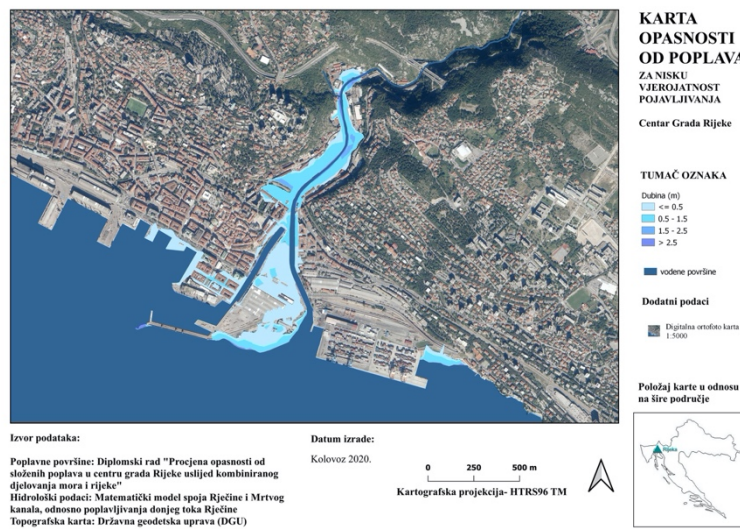 KARTA
OPASNOSTI
OD POPLAVA
ZA NISKU
VJEROJATNOST
POJAVLJIVANJA
Centar Grada Rijeke
TUMAČ OZNAKA
Dubina (m)
<= 0.5
0.5 - 1.5
1.5 - 2.5
> 2.5
vodene površine
Dodatni podaci
Digitalna ortofoto karta
1:5000
Položaj karte u odnosu
na šire područje
Rijeka
Izvor podataka:
Poplavne površine: Diplomski rad "Procjena opasnosti od
složenih poplava u centru grada Rijeke uslijed kombiniranog
djelovanja mora i rijeke"
Hidrološki podaci: Matematički model spoja Rječine i Mrtvog
kanala, odnosno poplavljivanja donjeg toka Rječine
Topografska karta: Državna geodetska uprava (DGU)
Datum izrade:
Kolovoz 2020.
0 250 500 m
Kartografska projekcija- HTRS96 TM